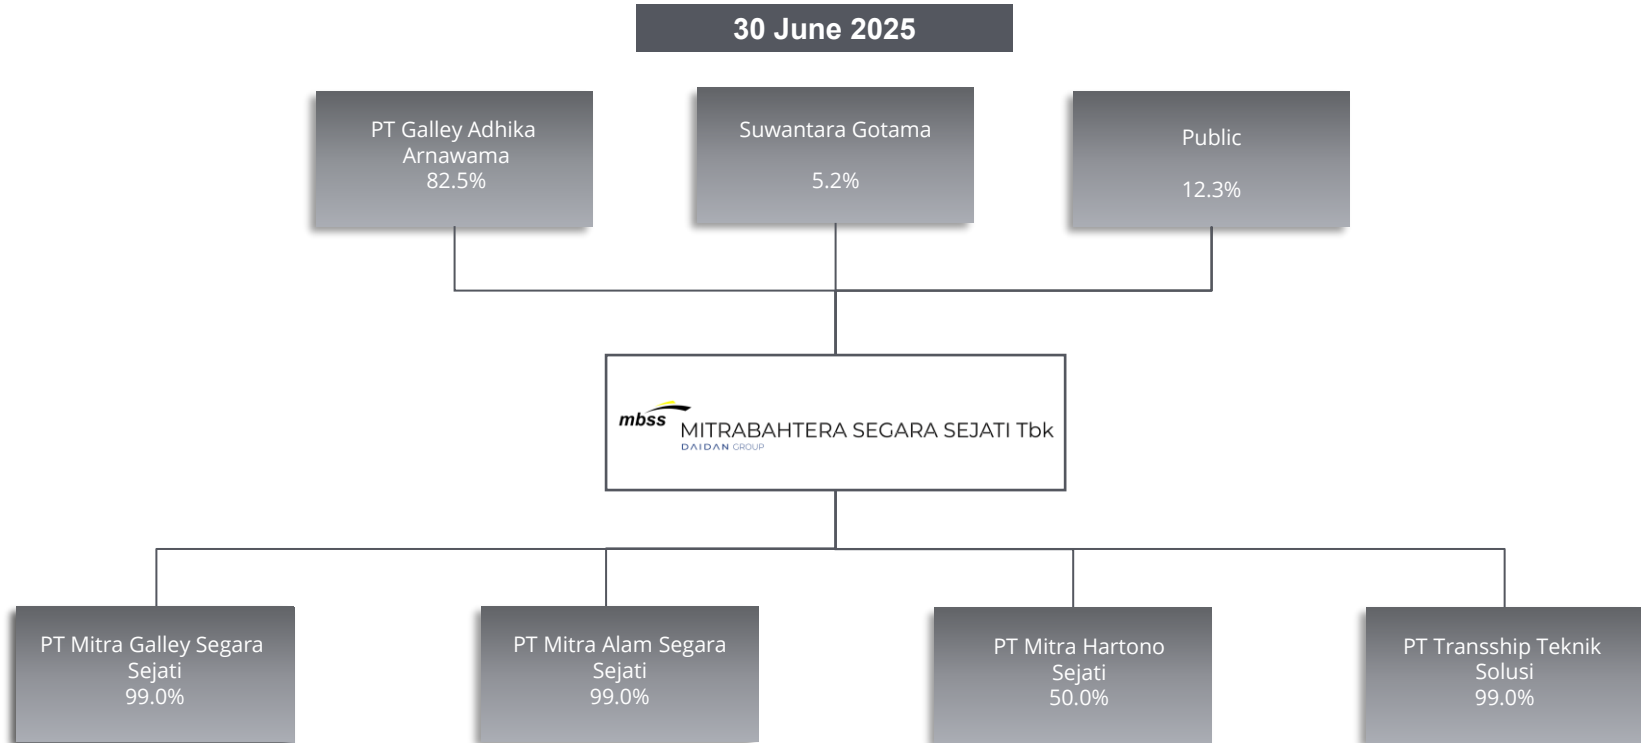 30 June 2025
PT Galley Adhika
Arnawama
82.5%
Suwantara Gotama
5.2%
Public
12.3%
mbss
MITRABAHTERA SEGARA SEJATI Tbk
DAIDAN GROUP
PT Mitra Galley Segara
Sejati
99.0%
PT Mitra Alam Segara
Sejati
99.0%
PT Mitra Hartono
Sejati
50.0%
PT Transship Teknik
Solusi
99.0%